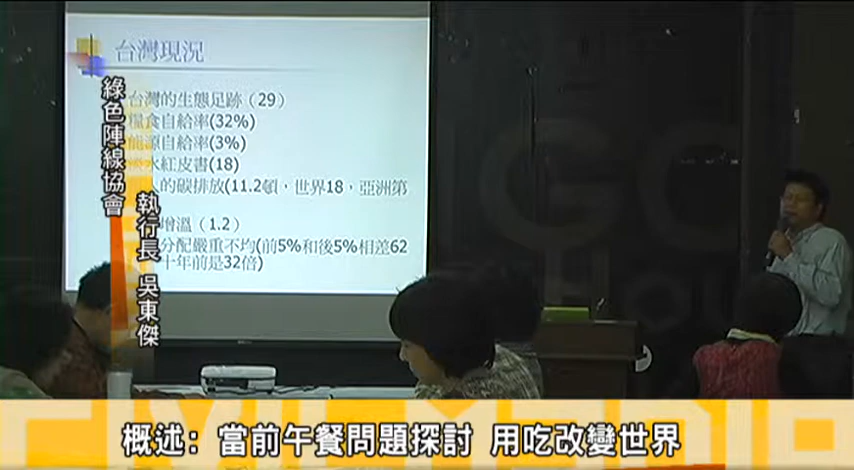 台灣現況
台灣的生態足跡（29）
糧食自給率(32%)
能源自給率(3%)
水紅皮書(18)
人的碳排放(11.2頓，世界18，亞洲第
增溫（1.2）
分配嚴重不均(前5%和後5%相差62
十年前是32倍)
綠色陣線協會
執行長 吳東傑
概述：當前午餐問題探討 用吃改變世界